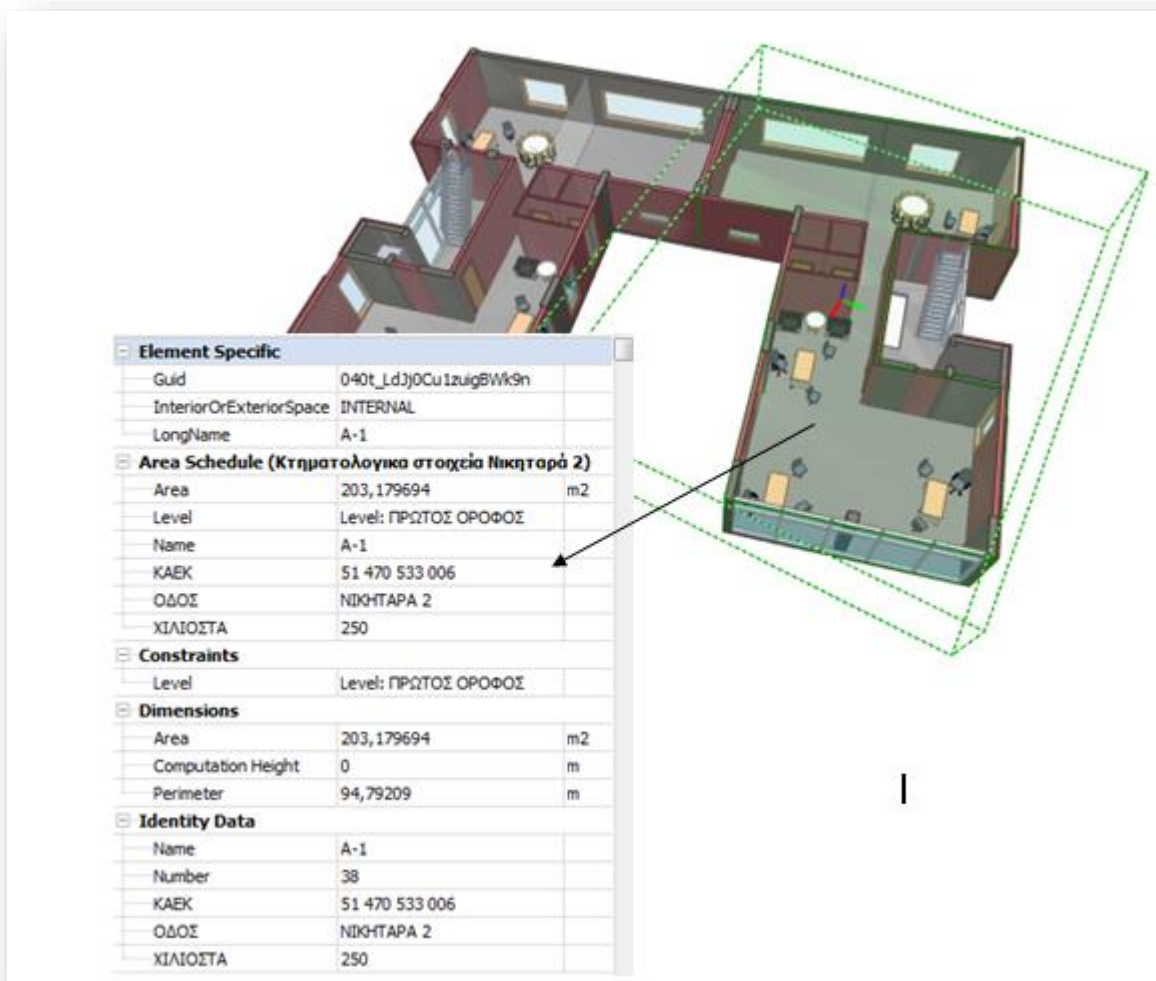 Element Specific
Guid 040t_LdJj0Cu1zuigBWk9n
InteriorOrExteriorSpace INTERNAL
LongName A-1
Area Schedule (Κτηματολογικα στοιχεία Νικηταρά 2)
Area 203,179694 m2
Level Level: ΠΡΩΤΟΣ ΟΡΟΦΟΣ
Name A-1
ΚΑΕΚ 51 470 533 006
ΟΔΟΣ ΝΙΚΗΤΑΡΑ 2
ΧΙΛΙΟΣΤΑ 250
Constraints
Level Level: ΠΡΩΤΟΣ ΟΡΟΦΟΣ
Dimensions
Area 203,179694 m2
Computation Height 0 m
Perimeter 94,79209 m
Identity Data
Name A-1
Number 38
ΚΑΕΚ 51 470 533 006
ΟΔΟΣ ΝΙΚΗΤΑΡΑ 2
ΧΙΛΙΟΣΤΑ 250